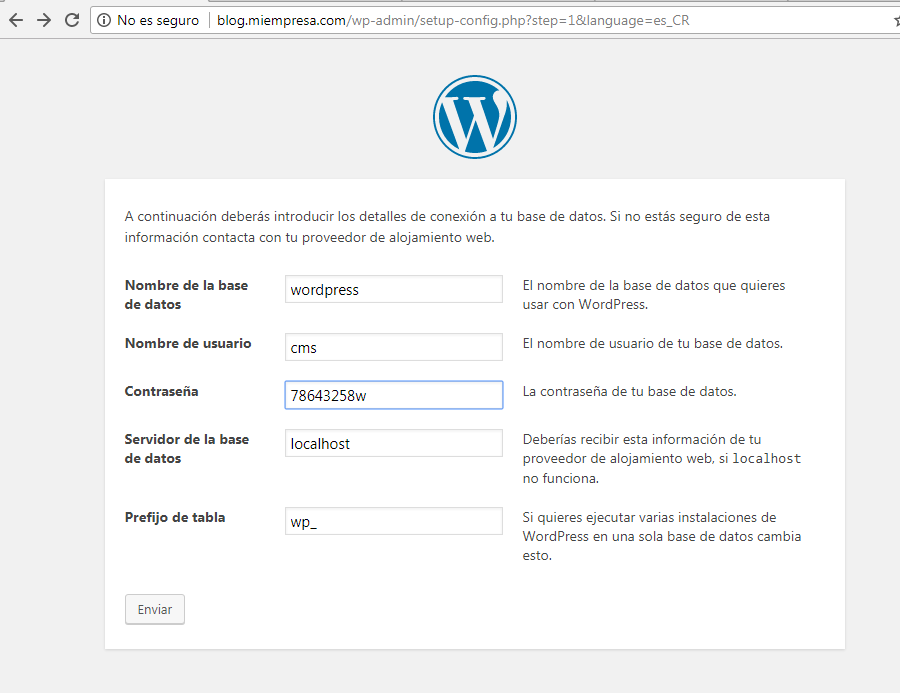 No es seguro blog.miempresa.com/wp-admin/setup-config.php?step=1&language=es_CR
A continuación deberás introducir los detalles de conexión a tu base de datos. Si no estás seguro de esta
información contacta con tu proveedor de alojamiento web.
Nombre de la base
de datos
wordpress
El nombre de la base de datos que quieres
usar con WordPress.
Nombre de usuario
cms
El nombre de usuario de tu base de datos.
Contraseña
78643258w
La contraseña de tu base de datos.
Servidor de la base
de datos
localhost
Deberías recibir esta información de tu
proveedor de alojamiento web, si localhost
no funciona.
Prefijo de tabla
wp_
Si quieres ejecutar varias instalaciones de
WordPress en una sola base de datos cambia
esto.
Enviar